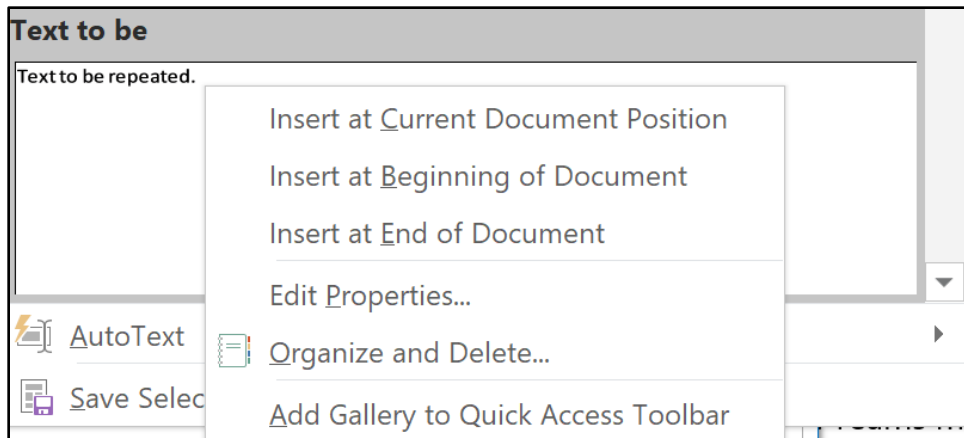 Text to be
Text to be repeated.
Insert at Current Document Position
Insert at Beginning of Document
Insert at End of Document
Edit Properties...
AutoText
Organize and Delete...
Save Selec
Add Gallery to Quick Access Toolbar